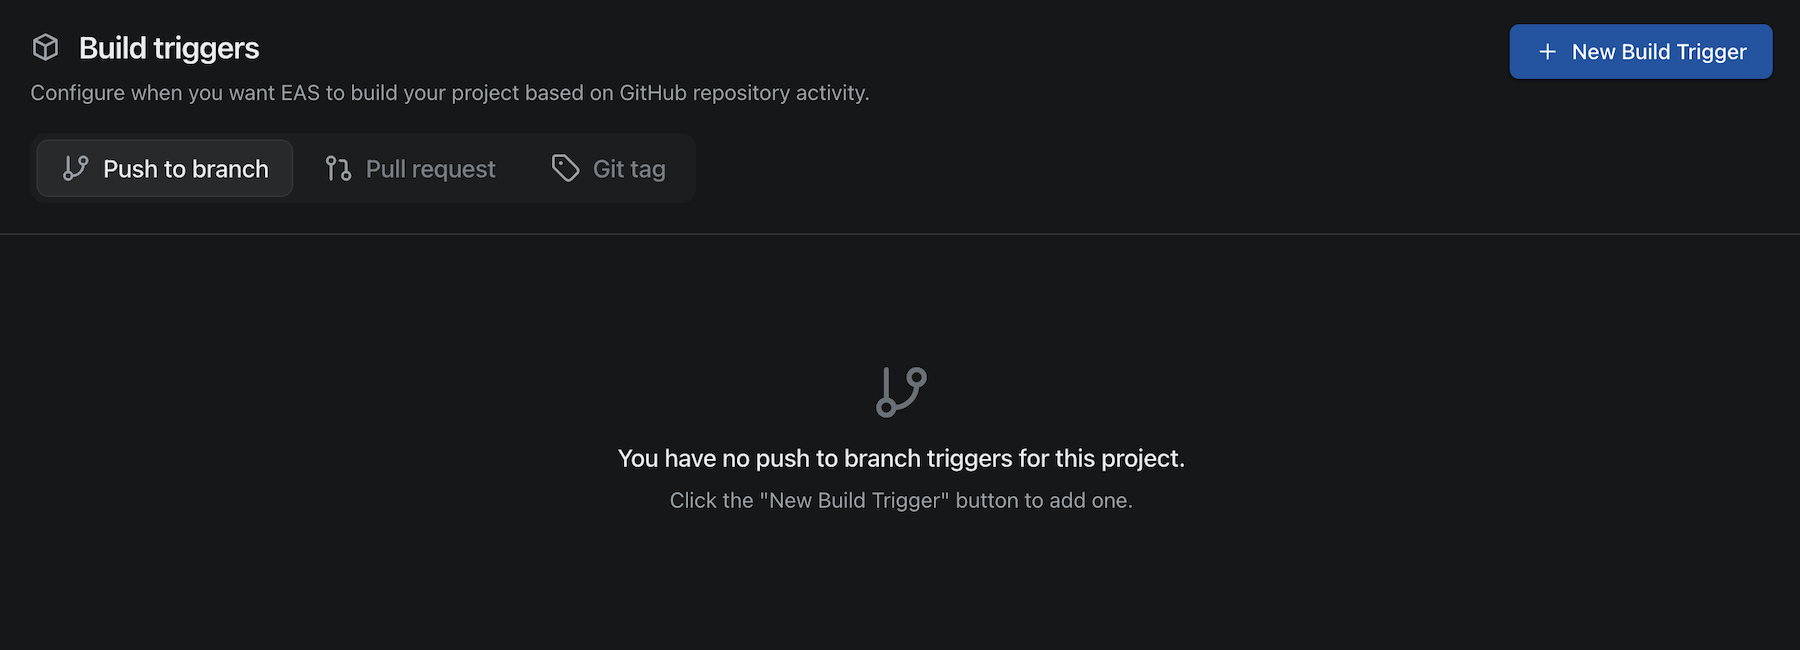 Build triggers
New Build Trigger
Configure when you want EAS to build your project based on GitHub repository activity.
Push to branch
Pull request
Git tag
You have no push to branch triggers for this project.
Click the "New Build Trigger" button to add one.